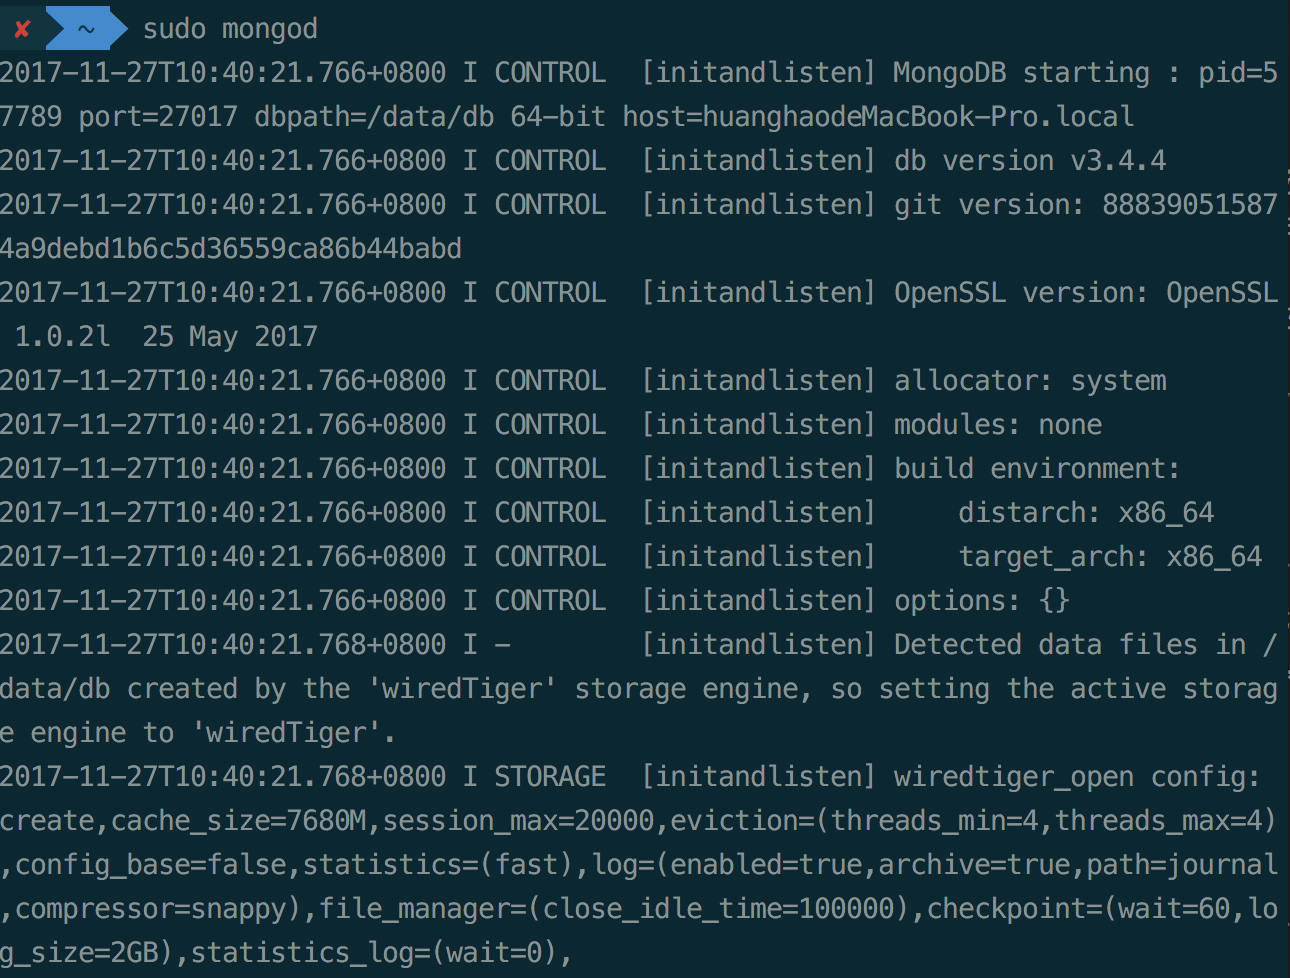 ✘ ~ sudo mongod
2017-11-27T10:40:21.766+0800 I CONTROL  [initandlisten] MongoDB starting : pid=5
7789 port=27017 dbpath=/data/db 64-bit host=huanghaodeMacBook-Pro.local
2017-11-27T10:40:21.766+0800 I CONTROL  [initandlisten] db version v3.4.4
2017-11-27T10:40:21.766+0800 I CONTROL  [initandlisten] git version: 88839051587
4a9debd1b6c5d36559ca86b44babd
2017-11-27T10:40:21.766+0800 I CONTROL  [initandlisten] OpenSSL version: OpenSSL
 1.0.2l  25 May 2017
2017-11-27T10:40:21.766+0800 I CONTROL  [initandlisten] allocator: system
2017-11-27T10:40:21.766+0800 I CONTROL  [initandlisten] modules: none
2017-11-27T10:40:21.766+0800 I CONTROL  [initandlisten] build environment:
2017-11-27T10:40:21.766+0800 I CONTROL  [initandlisten]     distarch: x86_64
2017-11-27T10:40:21.766+0800 I CONTROL  [initandlisten]     target_arch: x86_64
2017-11-27T10:40:21.766+0800 I CONTROL  [initandlisten] options: {}
2017-11-27T10:40:21.768+0800 I -        [initandlisten] Detected data files in /
data/db created by the 'wiredTiger' storage engine, so setting the active storag
e engine to 'wiredTiger'.
2017-11-27T10:40:21.768+0800 I STORAGE  [initandlisten] wiredtiger_open config:
create,cache_size=7680M,session_max=20000,eviction=(threads_min=4,threads_max=4)
,config_base=false,statistics=(fast),log=(enabled=true,archive=true,path=journal
,compressor=snappy),file_manager=(close_idle_time=100000),checkpoint=(wait=60,lo
g_size=2GB),statistics_log=(wait=0),